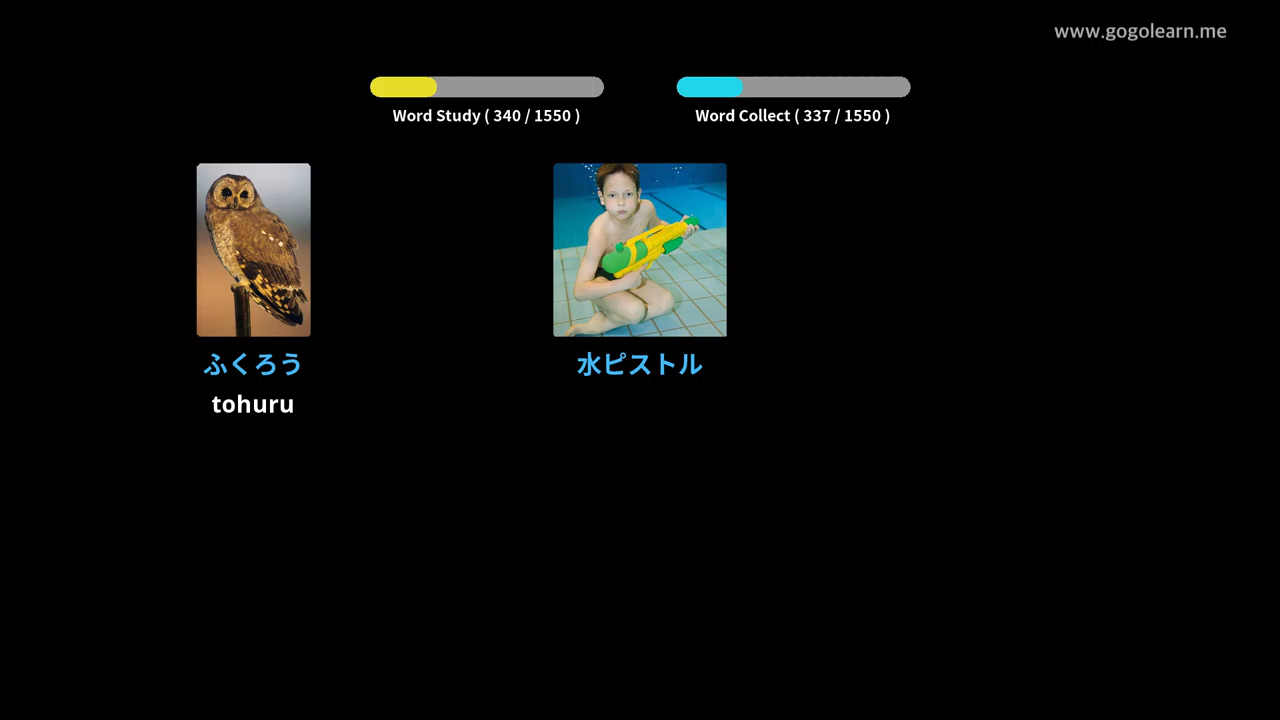 www.gogolearn.me
Word Study ( 340 / 1550 )
Word Collect ( 337 / 1550 )
ふくろう
水ピストル
tohuru